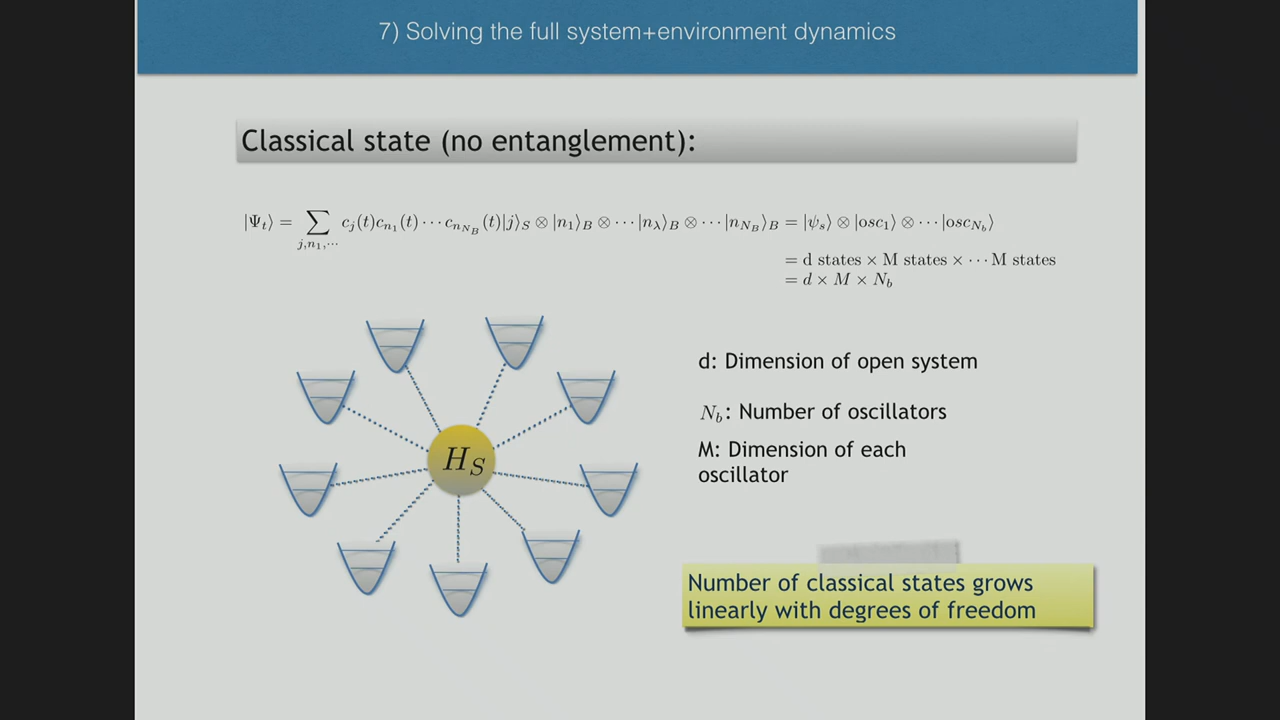 7) Solving the full system+environment dynamics
Classical state (no entanglement):
|Ψ_t⟩ = ∑_{j,n_1,⋯} c_j(t)c_{n_1}(t)⋯c_{n_{N_B}}(t)|j⟩_S ⊗ |n_1⟩_B ⊗ ⋯|n_λ⟩_B ⊗ ⋯|n_{N_B}⟩_B = |ψ_s⟩ ⊗ |osc_1⟩ ⊗ ⋯|osc_{N_b}⟩
= d states × M states × ⋯ M states
= d × M × N_b
d: Dimension of open system
N_b: Number of oscillators
M: Dimension of each
oscillator
H_S
Number of classical states grows
linearly with degrees of freedom